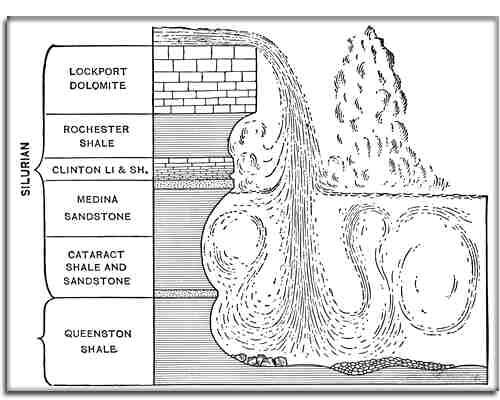 SILURIAN
LOCKPORT
DOLOMITE
ROCHESTER
SHALE
CLINTON LI & SH.
MEDINA
SANDSTONE
CATARACT
SHALE AND
SANDSTONE
QUEENSTON
SHALE